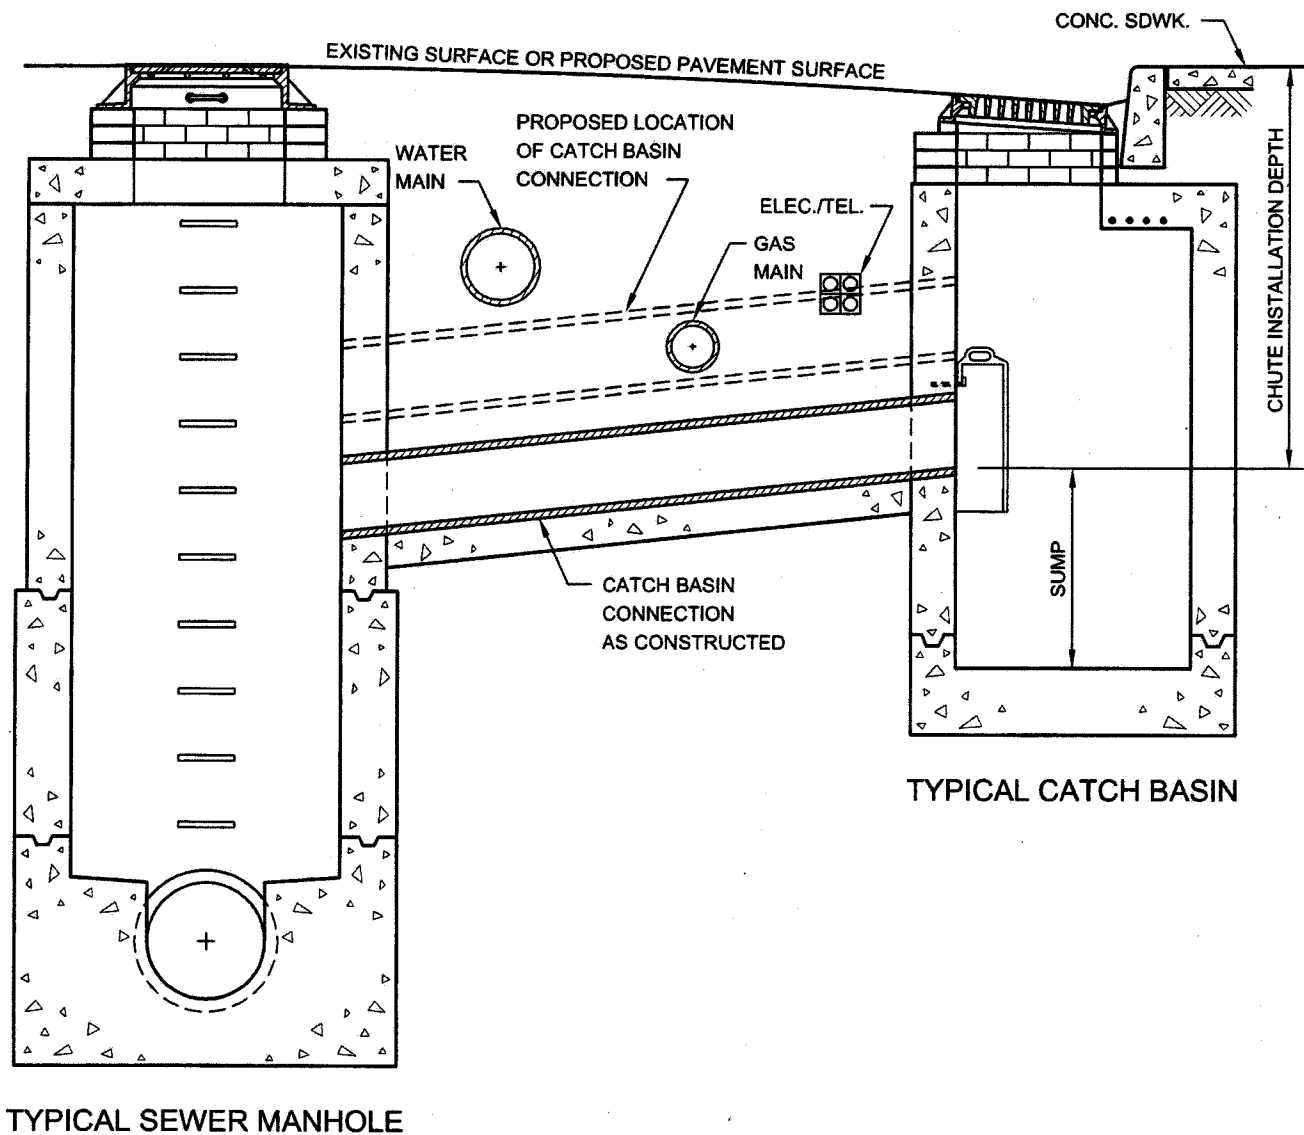 CONC. SDWK.
EXISTING SURFACE OR PROPOSED PAVEMENT SURFACE
PROPOSED LOCATION
OF CATCH BASIN
CONNECTION
WATER
MAIN
ELEC./TEL.
GAS
MAIN
CHUTE INSTALLATION DEPTH
SUMP
CATCH BASIN
CONNECTION
AS CONSTRUCTED
TYPICAL CATCH BASIN
TYPICAL SEWER MANHOLE